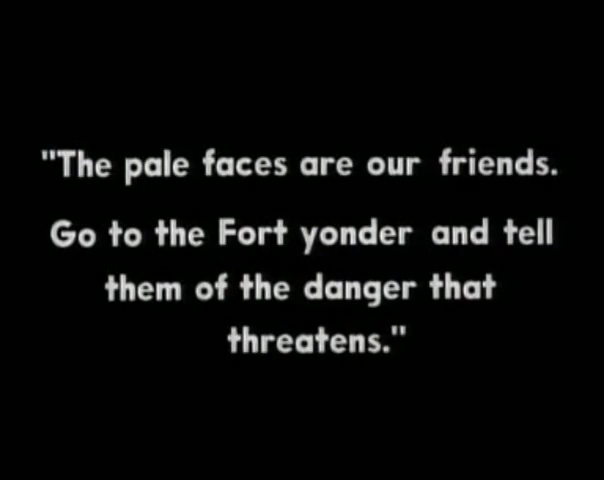 "The pale faces are our friends.
Go to the Fort yonder and tell
them of the danger that
threatens."